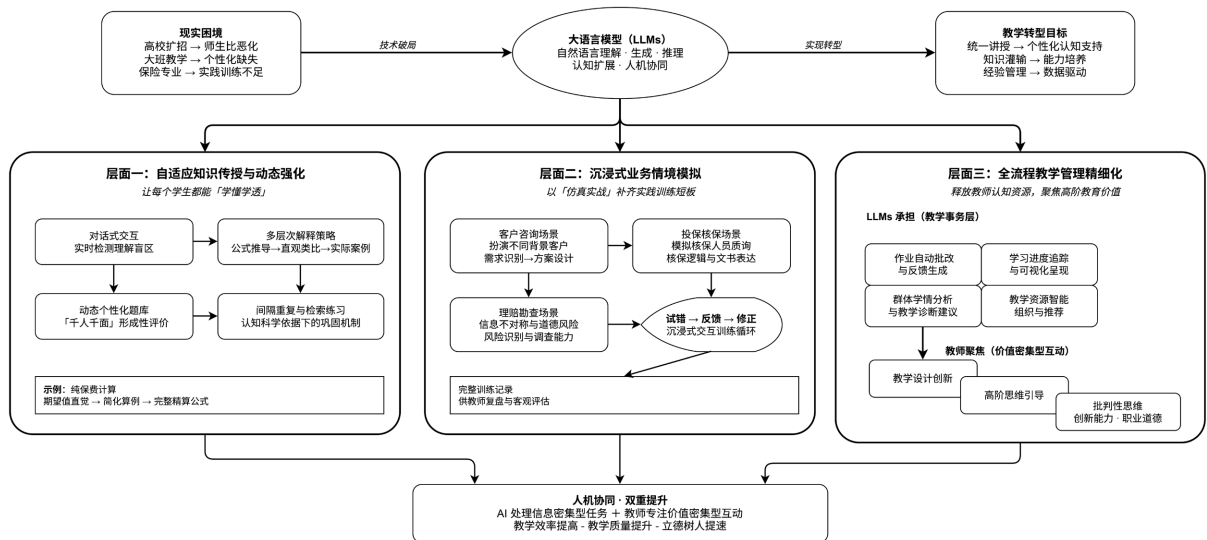 现实困境
高校扩招 → 师生比恶化
大班教学 → 个性化缺失
保险专业 → 实践训练不足
技术破局
大语言模型（LLMs）
自然语言理解 · 生成 · 推理
认知扩展 · 人机协同
实现转型
教学转型目标
统一讲授 → 个性化认知支持
知识灌输 → 能力培养
经验管理 → 数据驱动
层面一：自适应知识传授与动态强化
让每个学生都能「学懂学透」
对话式交互
实时检测理解盲区
多层次解释策略
公式推导→直观类比→实际案例
动态个性化题库
「千人千面」形成性评价
间隔重复与检索练习
认知科学依据下的巩固机制
示例：纯保费计算
期望值直觉 → 简化算例 → 完整精算公式
层面二：沉浸式业务情境模拟
以「仿真实战」补齐实践训练短板
客户咨询场景
扮演不同背景客户
需求识别→方案设计
投保核保场景
模拟核保人员质询
核保逻辑与文书表达
理赔勘查场景
信息不对称与道德风险
风险识别与调查能力
试错 → 反馈 → 修正
沉浸式交互训练循环
完整训练记录
供教师复盘与客观评估
层面三：全流程教学管理精细化
释放教师认知资源，聚焦高阶教育价值
LLMs 承担（教学事务层）
作业自动批改
与反馈生成
学习进度追踪
与可视化呈现
群体学情分析
与教学诊断建议
教学资源智能
组织与推荐
教师聚焦（价值密集型互动）
教学设计创新
高阶思维引导
批判性思维
创新能力 · 职业道德
人机协同 · 双重提升
AI 处理信息密集型任务 ＋ 教师专注价值密集型互动
教学效率提高 - 教学质量提升 - 立德树人提速